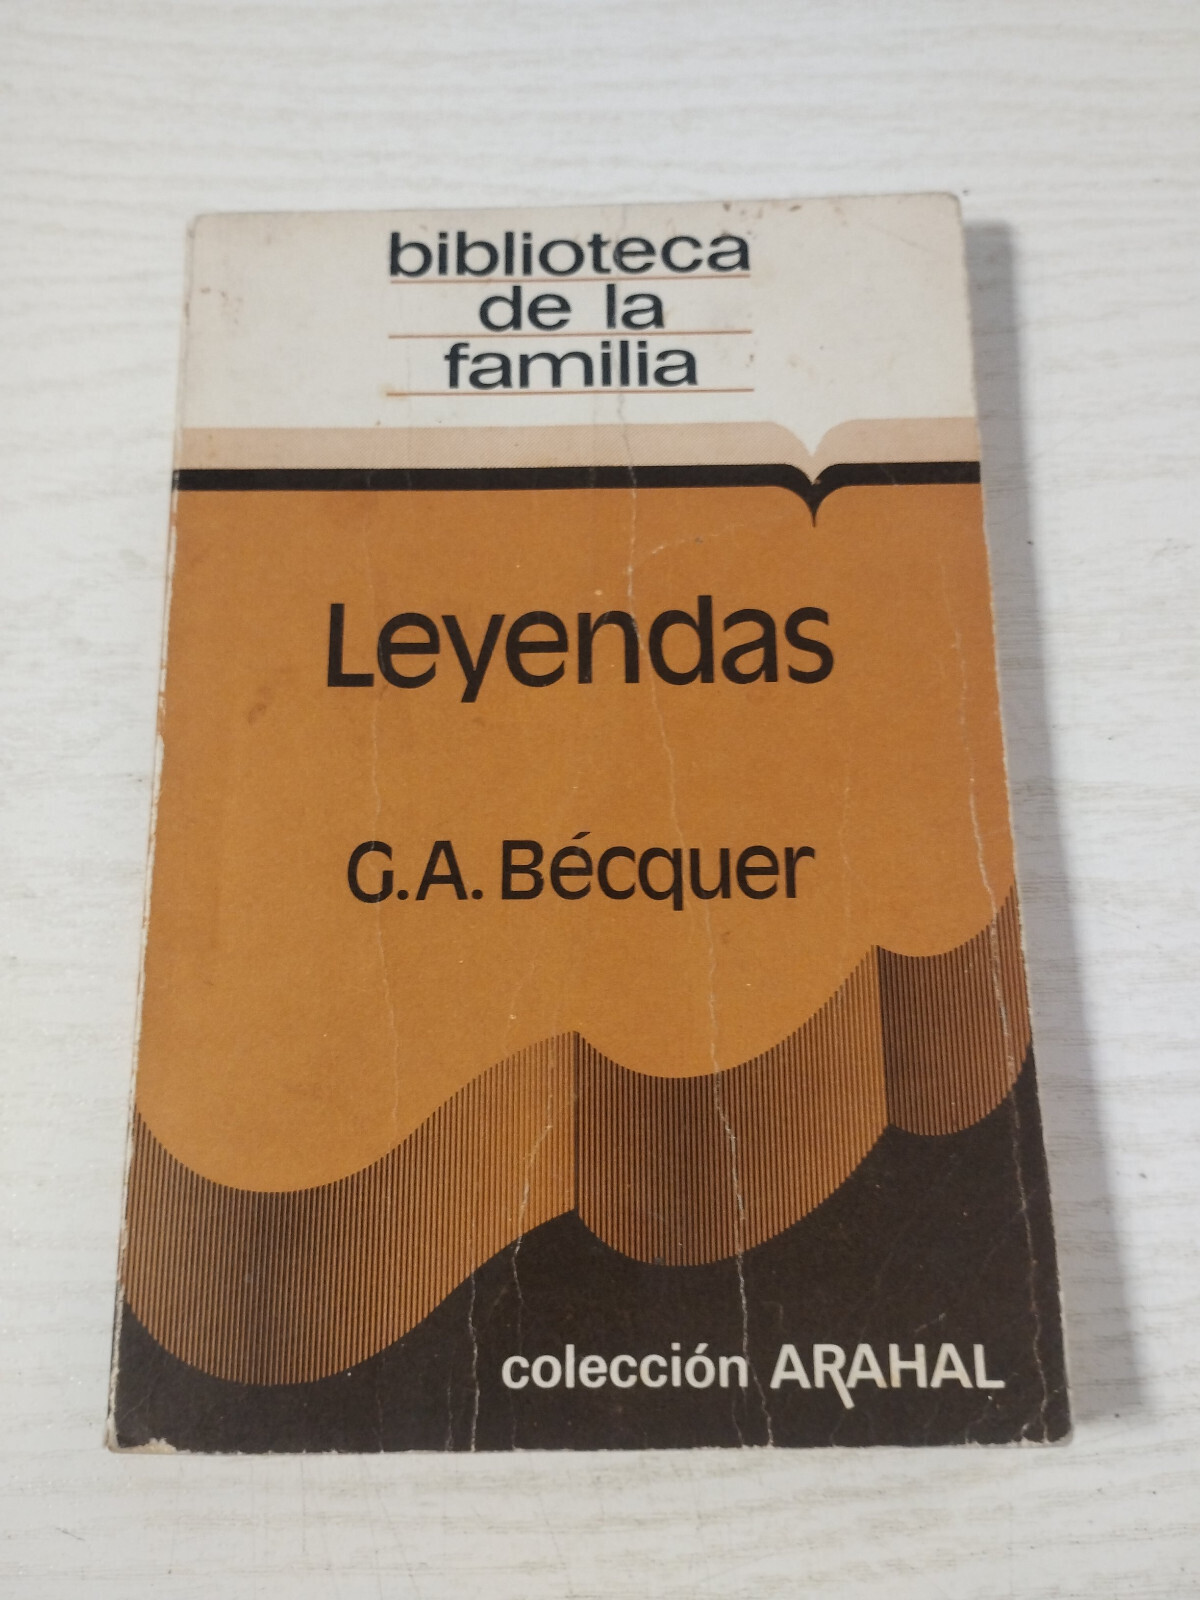 biblioteca
de la
familia
Leyendas
G.A. Bécquer
colección ARAHAL